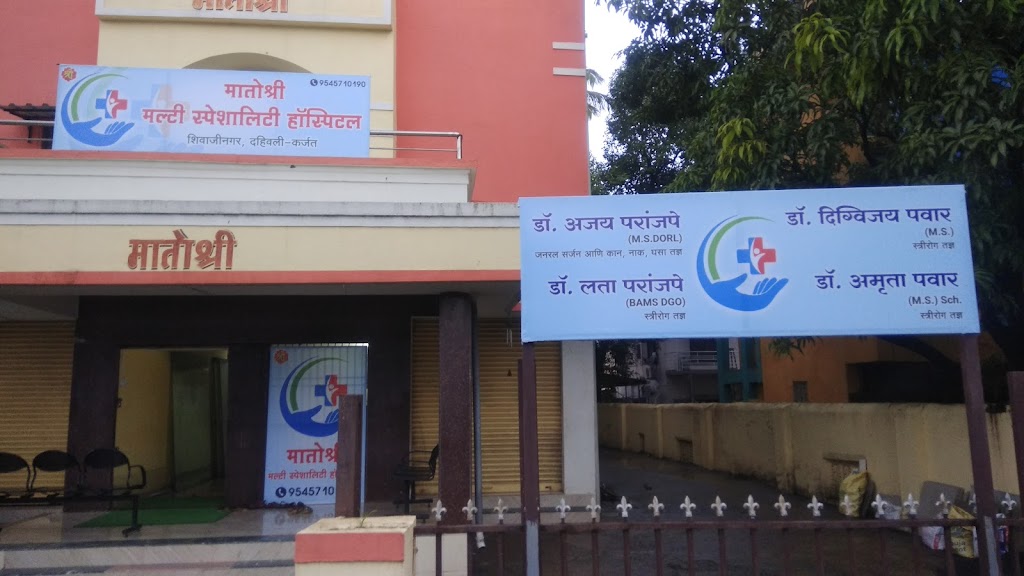 मातोश्री
मातोश्री
9545710190
मल्टी स्पेशालिटी हॉस्पिटल
शिवाजीनगर, दहिवली-कर्जत
मातोश्री
डॉ. अजय परांजपे
(M.S.DORL)
जनरल सर्जन आणि कान, नाक, घसा तज्ञ
डॉ. लता परांजपे
(BAMS DGO)
स्त्रीरोग तज्ञ
डॉ. दिग्विजय पवार
(M.S.)
स्त्रीरोग तज्ञ
डॉ. अमृता पवार
(M.S.) Sch.
स्त्रीरोग तज्ञ
मातोश्री
मल्टी स्पेशालिटी
9545710